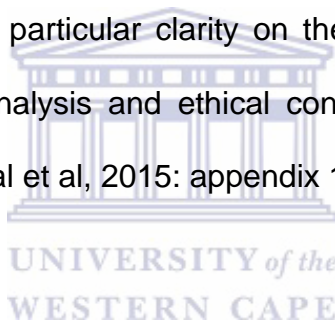 particular clarity on the
nalysis and ethical con
al et al, 2015: appendix 1
UNIVERSITY of the
WESTERN CAPE